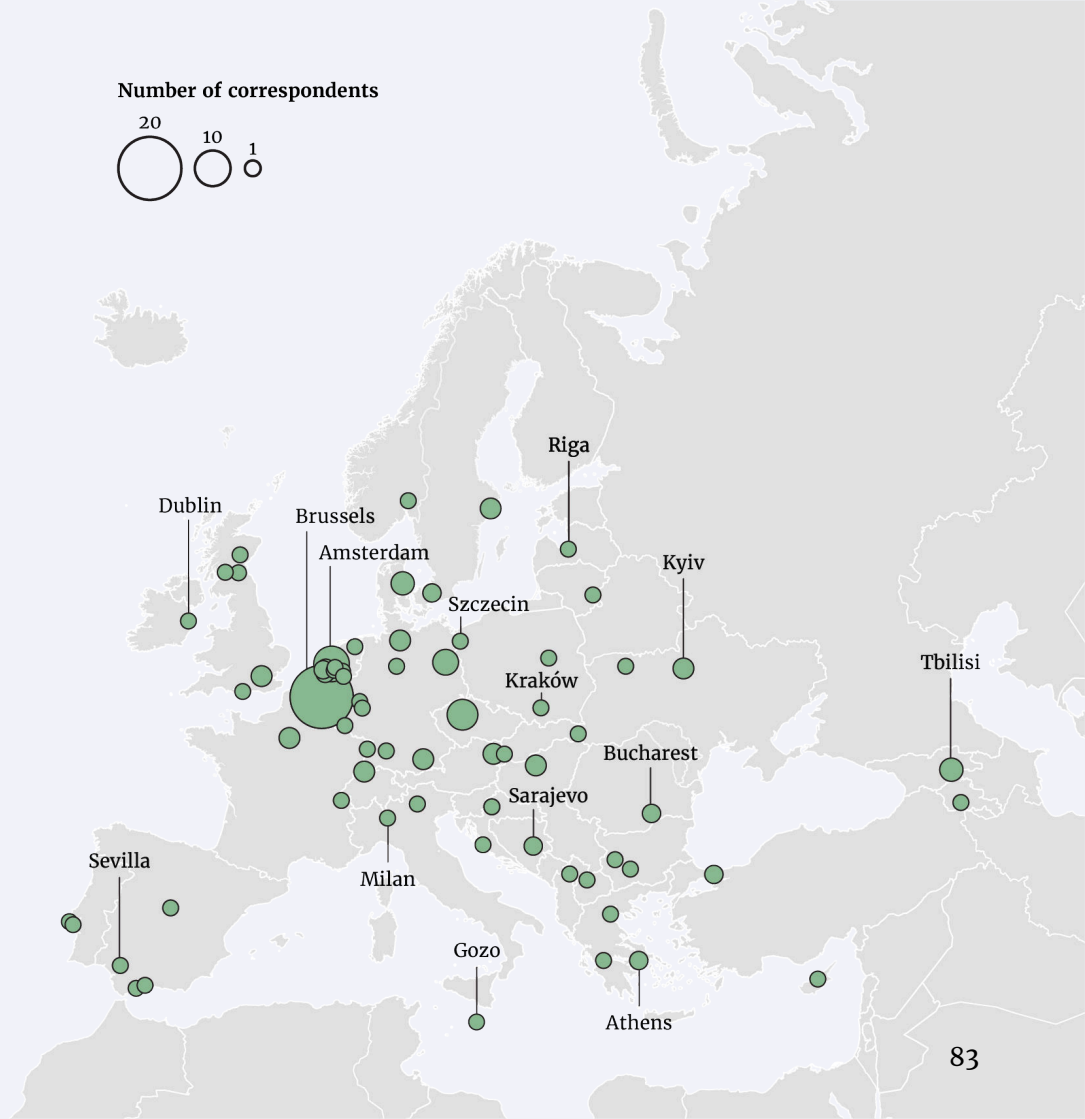 Number of correspondents
20
10
1
Riga
Dublin
Brussels
Amsterdam
Kyiv
Szczecin
Tbilisi
Kraków
Bucharest
Sarajevo
Sevilla
Milan
Gozo
Athens
83